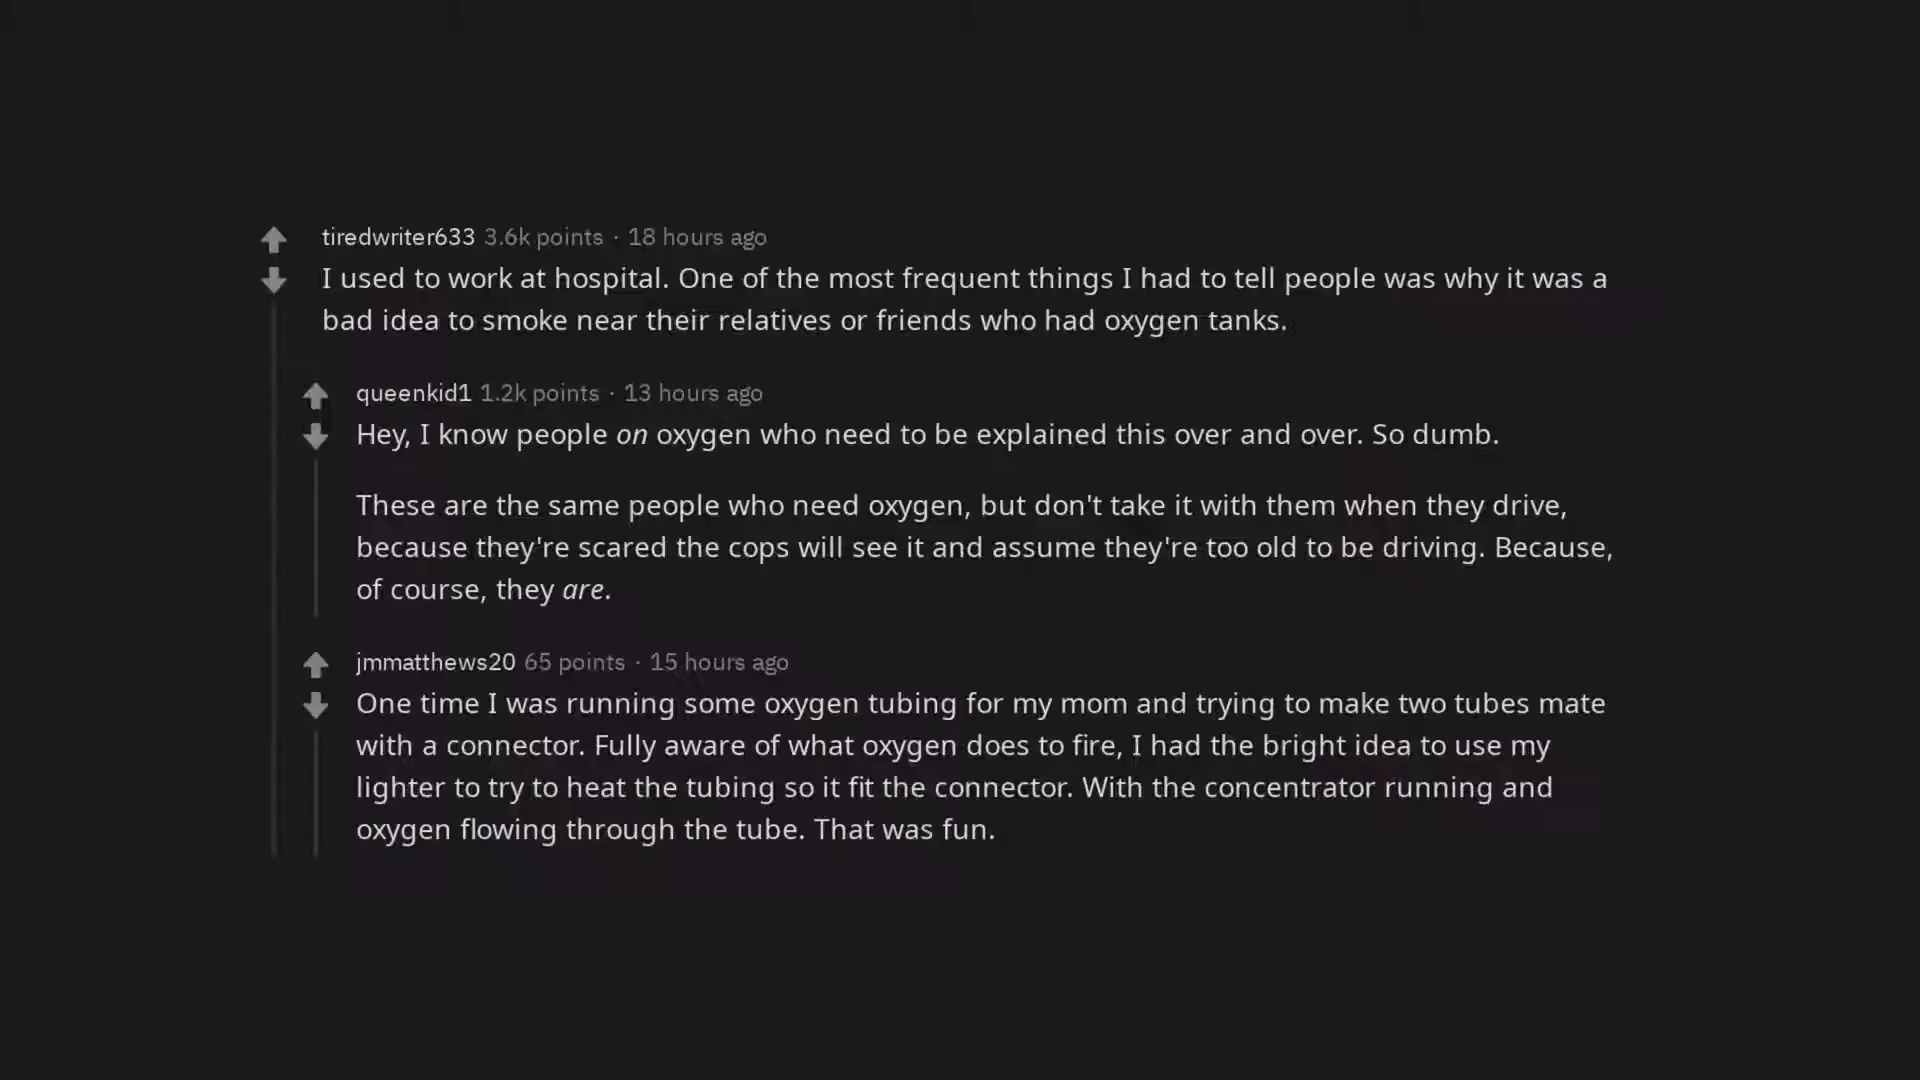 tiredwriter633 3.6k points · 18 hours ago
I used to work at hospital. One of the most frequent things I had to tell people was why it was a
bad idea to smoke near their relatives or friends who had oxygen tanks.
queenkid1 1.2k points · 13 hours ago
Hey, I know people on oxygen who need to be explained this over and over. So dumb.
These are the same people who need oxygen, but don't take it with them when they drive,
because they're scared the cops will see it and assume they're too old to be driving. Because,
of course, they are.
jmmatthews20 65 points · 15 hours ago
One time I was running some oxygen tubing for my mom and trying to make two tubes mate
with a connector. Fully aware of what oxygen does to fire, I had the bright idea to use my
lighter to try to heat the tubing so it fit the connector. With the concentrator running and
oxygen flowing through the tube. That was fun.